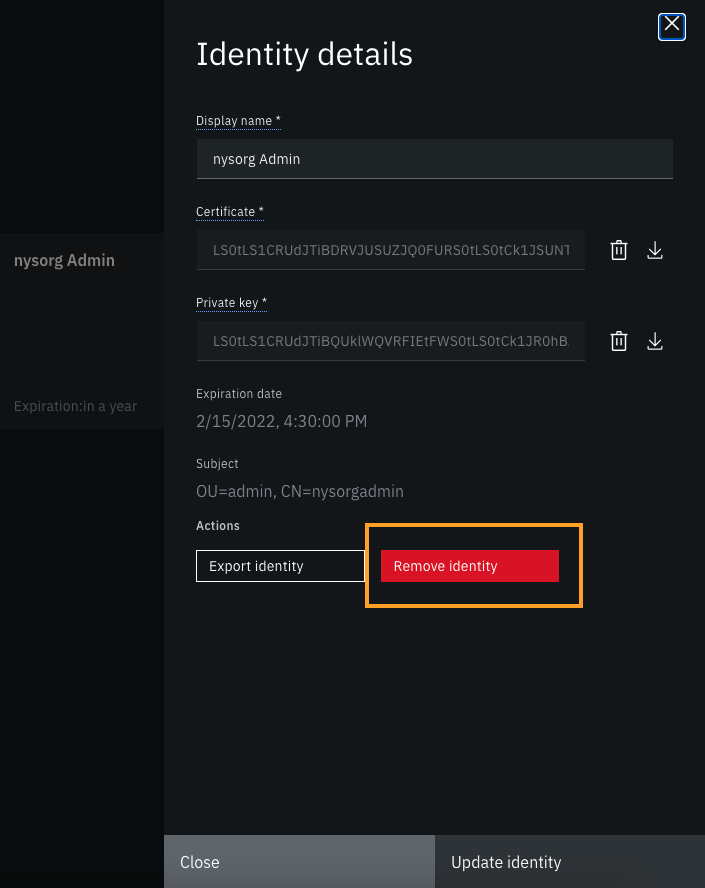 Identity details
Display name *
nysorg Admin
Certificate *
LS0tLS1CRUdJTiBDRVJUSUZJQ0FURS0tLS0tCk1JSUNT
nysorg Admin
Private key *
LS0tLS1CRUdJTiBQUklWQVRFIEtFWS0tLS0tCk1JR0hB.
Expiration date
Expiration:in a year
2/15/2022, 4:30:00 PM
Subject
OU=admin, CN=nysorgadmin
Actions
Export identity
Remove identity
Close
Update identity